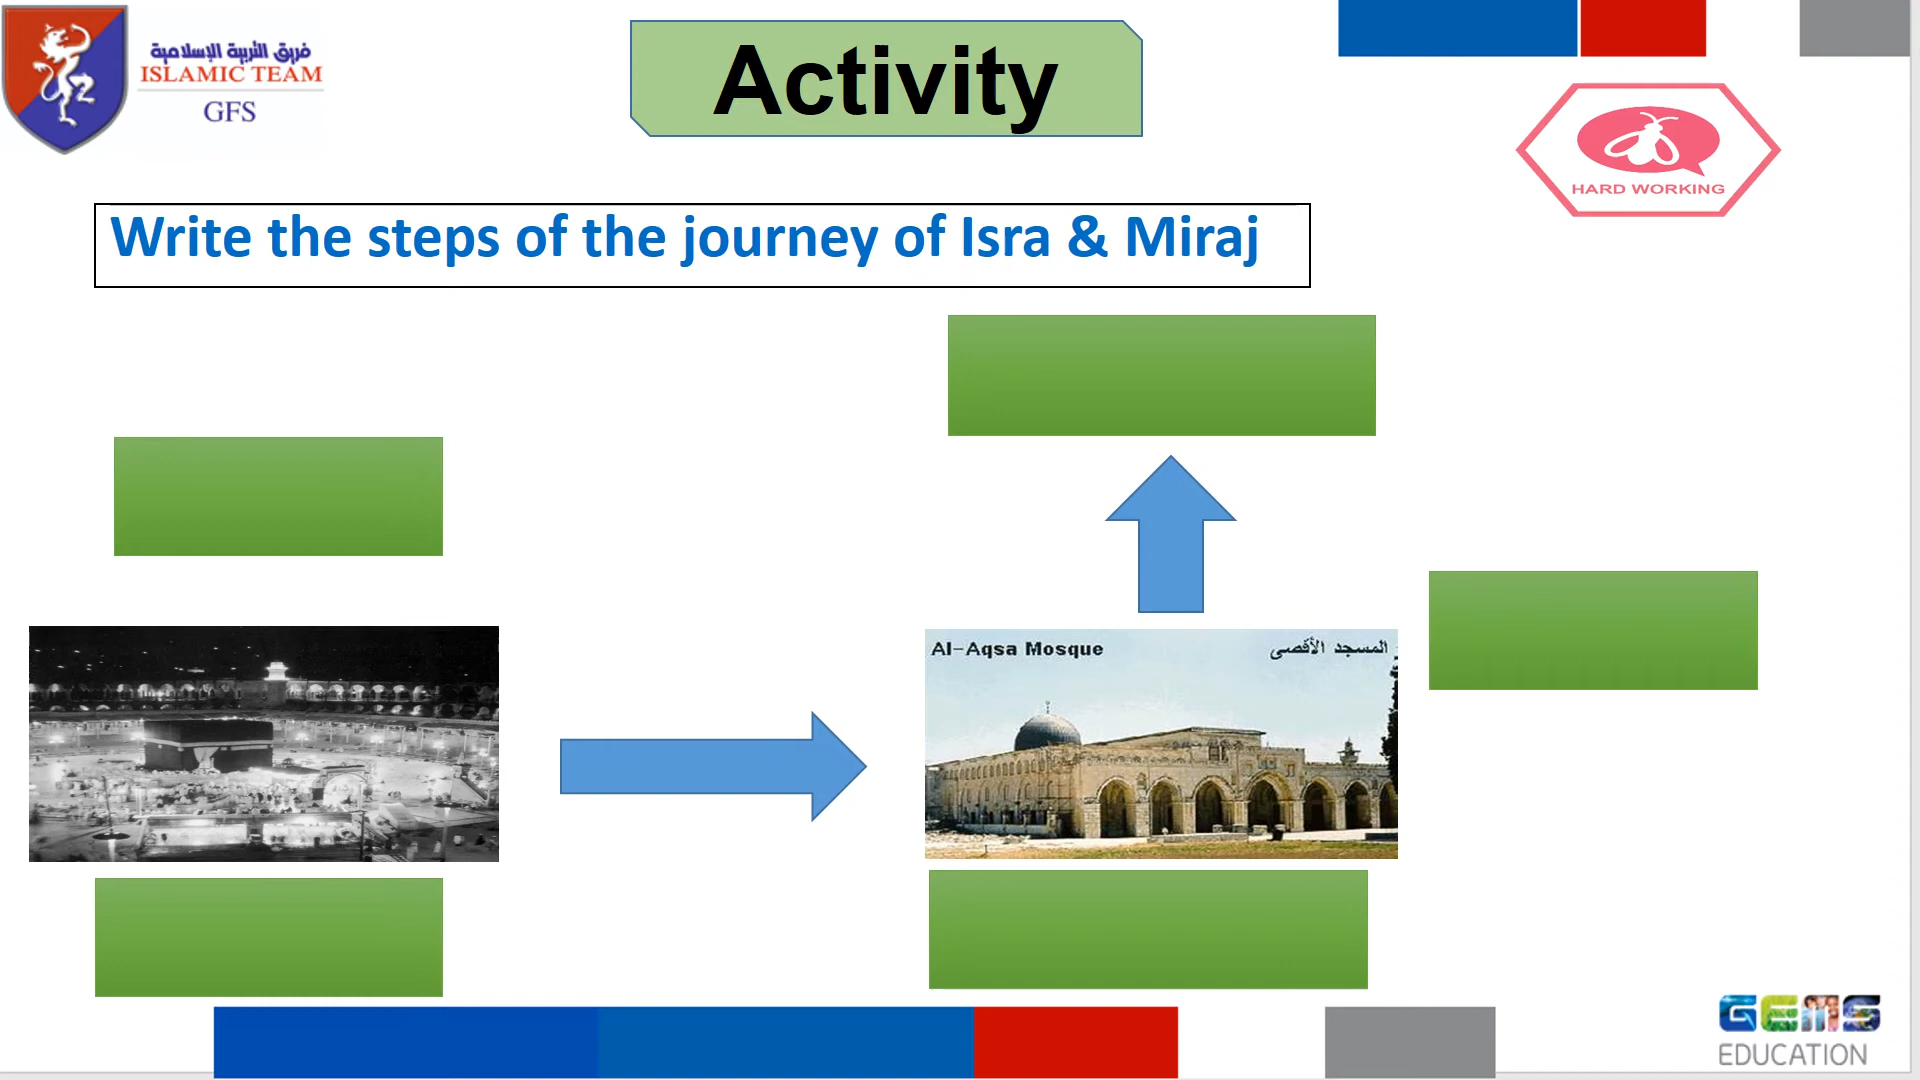 فريق التربية الإسلامية
ISLAMIC TEAM
GFS
Activity
HARD WORKING
Write the steps of the journey of Isra & Miraj
Al-Aqsa Mosque
المسجد الأقصى
GEMS
EDUCATION